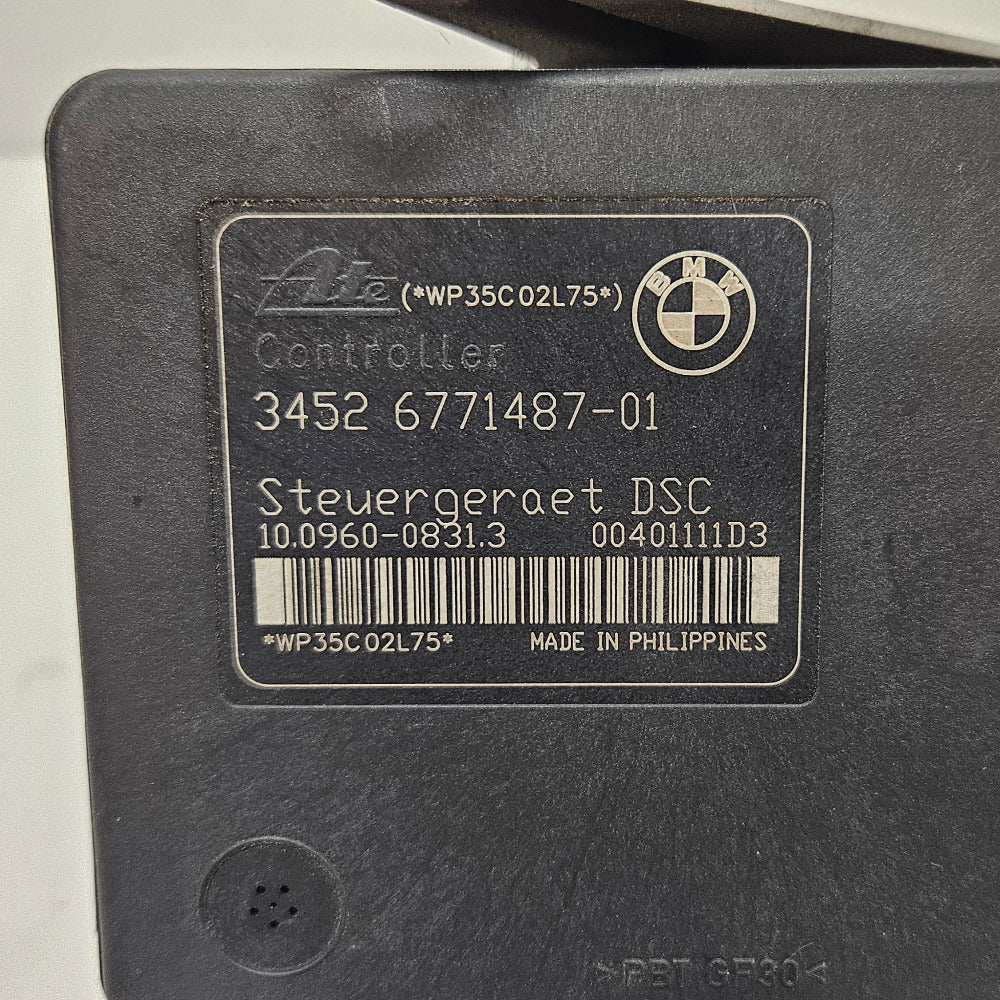 Ate (*WP35C02L75*)
BMW
Controller
3452 6771487-01
Steuergeraet DSC
10.0960-0831.3 00401111D3
*WP35C02L75* MADE IN PHILIPPINES
>PBT GF30<